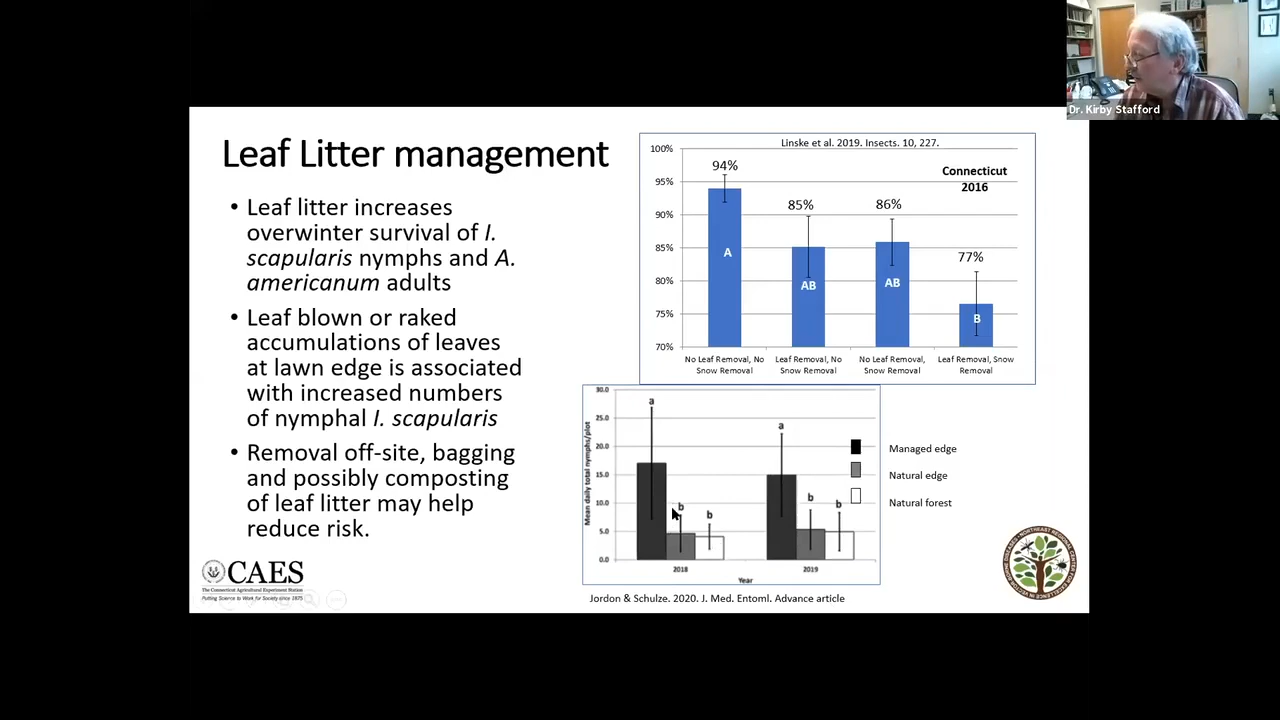 Dr. Kirby Stafford
Leaf Litter management
• Leaf litter increases
overwinter survival of I.
scapularis nymphs and A.
americanum adults
• Leaf blown or raked
accumulations of leaves
at lawn edge is associated
with increased numbers
of nymphal I. scapularis
• Removal off-site, bagging
and possibly composting
of leaf litter may help
reduce risk.
Linske et al. 2019. Insects. 10, 227.
Connecticut
2016
100%
95%
90%
85%
80%
75%
70%
94%
85%
86%
77%
A
AB
AB
B
No Leaf Removal, No
Snow Removal
Leaf Removal, No
Snow Removal
No Leaf Removal,
Snow Removal
Leaf Removal, Snow
Removal
Mean daily total nymphs/plot
30.0
25.0
20.0
15.0
10.0
5.0
0.0
a
b
b
a
b
b
2018
2019
Year
Managed edge
Natural edge
Natural forest
Jordon & Schulze. 2020. J. Med. Entoml. Advance article
CAES
The Connecticut Agricultural Experiment Station
Putting Science to Work for Society since 1875